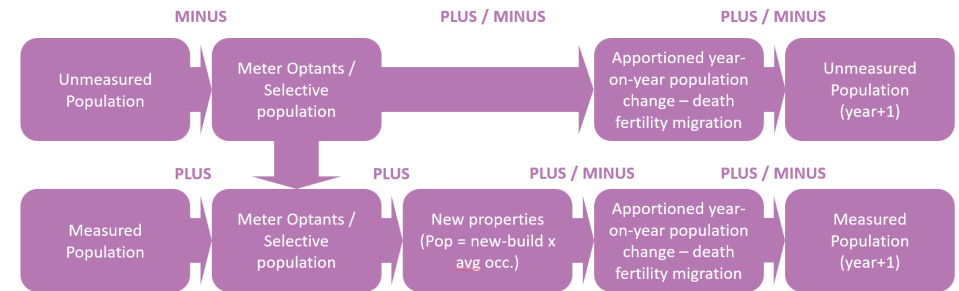 MINUS
PLUS / MINUS
PLUS / MINUS
Unmeasured
Population
Meter Optants /
Selective
population
Apportioned year-
on-year population
change – death
fertility migration
Unmeasured
Population
(year+1)
PLUS
PLUS
PLUS / MINUS
PLUS / MINUS
Measured
Population
Meter Optants /
Selective
population
New properties
(Pop = new-build x
avg occ.)
Apportioned year-
on-year population
change – death
fertility migration
Measured
Population
(year+1)